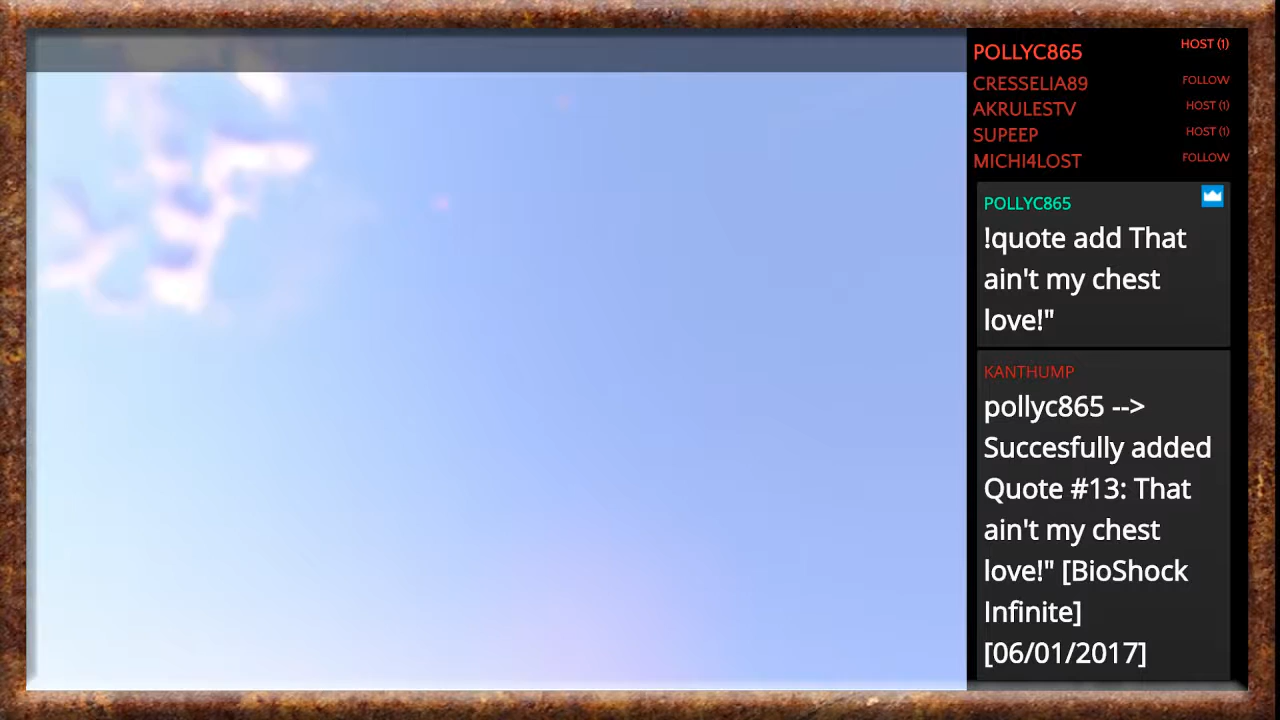 POLLYC865 HOST (1)
CRESSELIA89 FOLLOW
AKRULESTV HOST (1)
SUPEEP HOST (1)
MICHI4LOST FOLLOW
POLLYC865
!quote add That
ain't my chest
love!"
KANTHUMP
pollyc865 -->
Succesfully added
Quote #13: That
ain't my chest
love!" [BioShock
Infinite]
[06/01/2017]